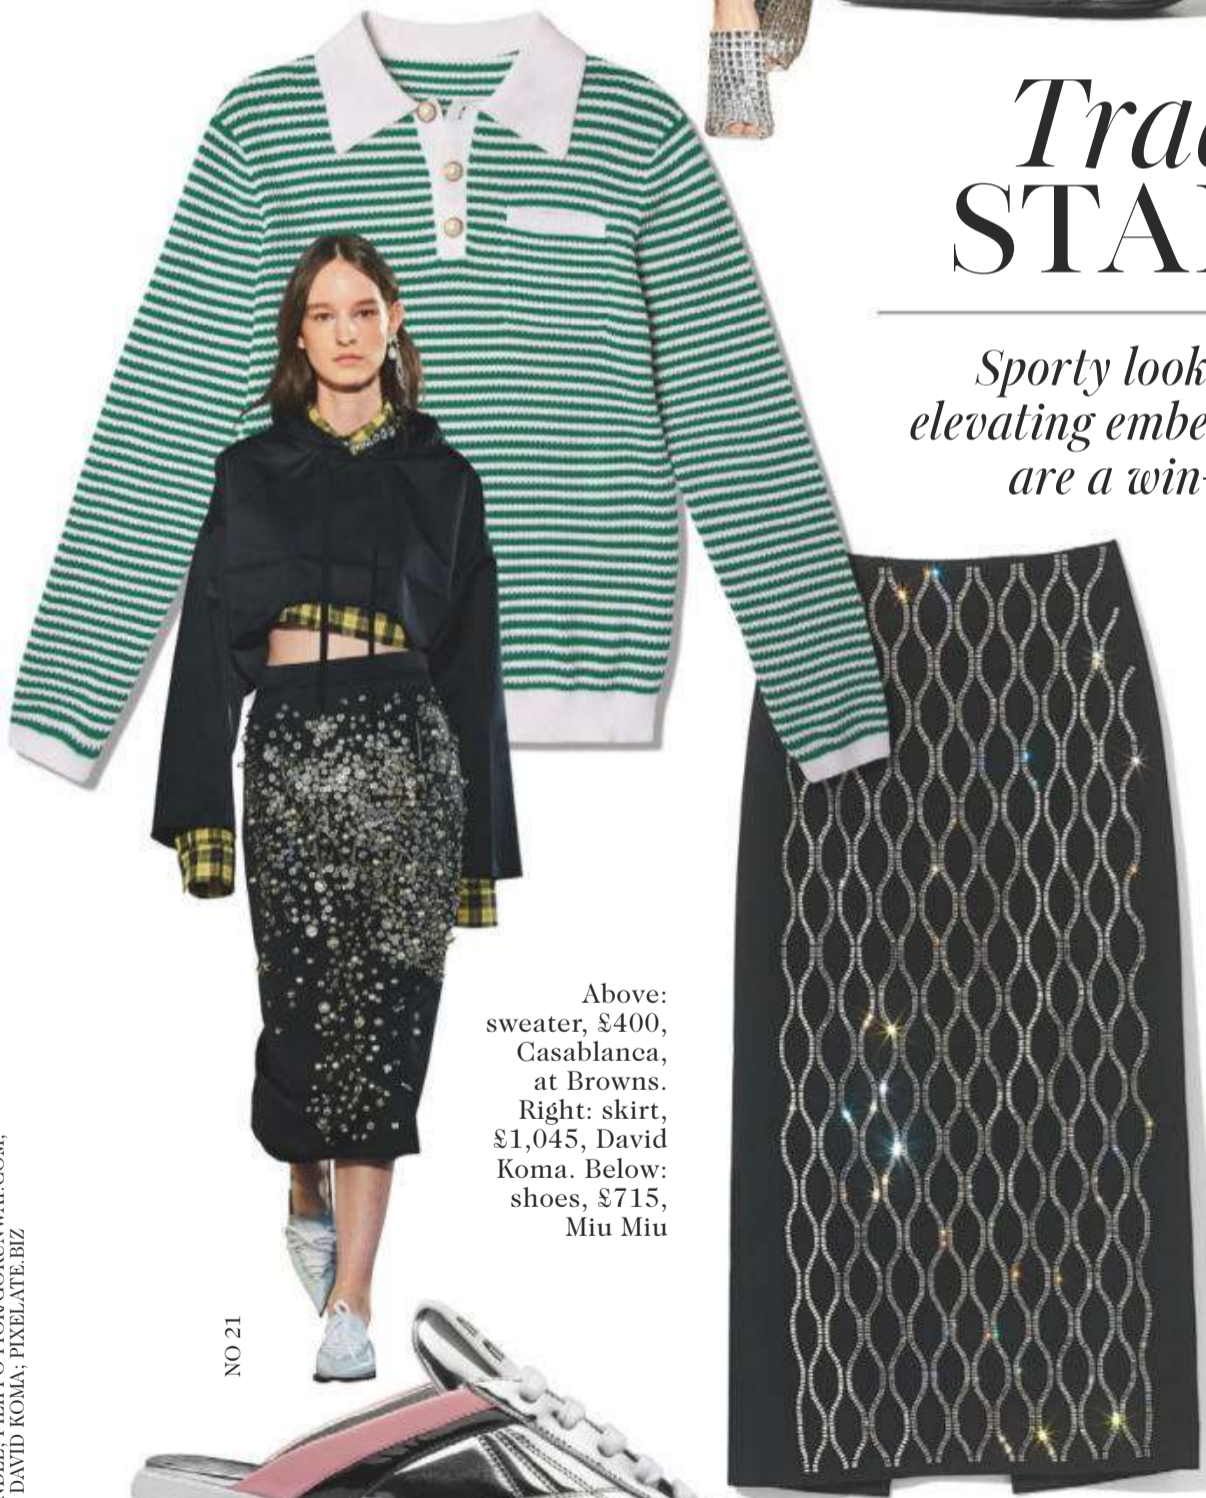 STA
Sporty look
elevating embe
are a win-
Above:
sweater, £400,
Casablanca,
at Browns.
Right: skirt,
£1,045, David
Koma. Below:
shoes, £715,
Miu Miu
NO 21
DAVID KOMA; PIXELATE.BIZ